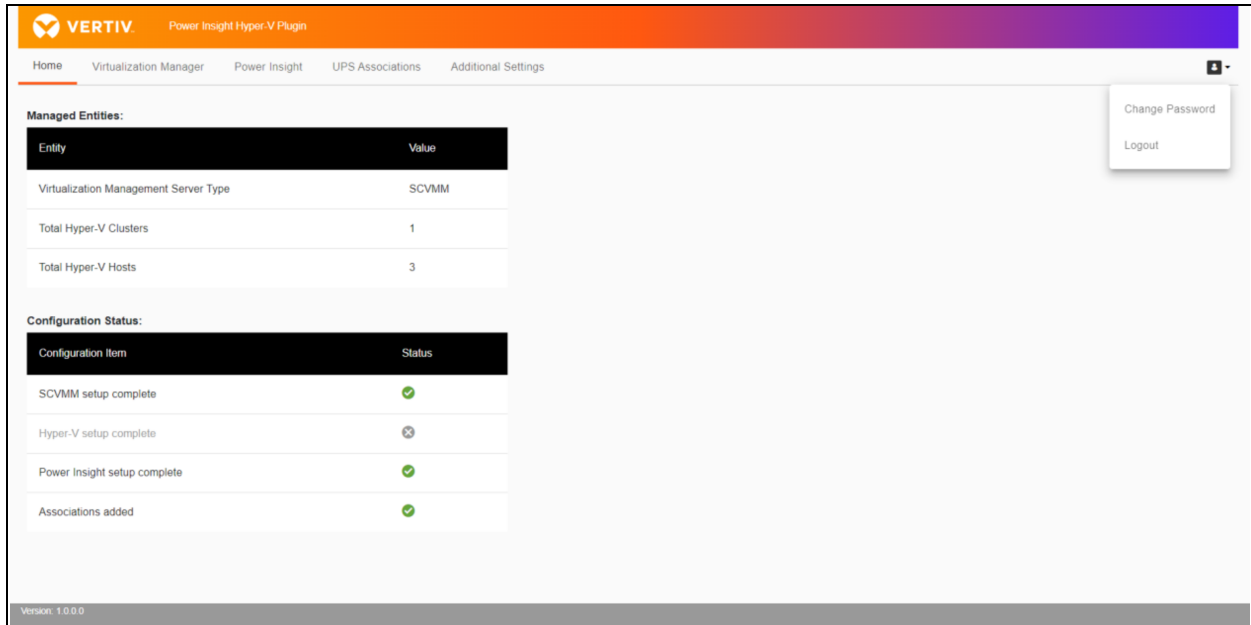 VERTIV. Power Insight Hyper-V Plugin
Home Virtualization Manager Power Insight UPS Associations Additional Settings
Change Password
Logout
Managed Entities:
Entity Value
Virtualization Management Server Type SCVMM
Total Hyper-V Clusters 1
Total Hyper-V Hosts 3
Configuration Status:
Configuration Item Status
SCVMM setup complete
Hyper-V setup complete
Power Insight setup complete
Associations added
Version: 1.0.0.0